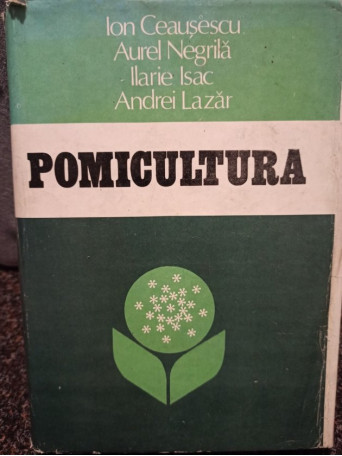 Ion Ceaușescu
Aurel Negrilă
Ilarie Isac
Andrei Lazăr
POMICULTURA